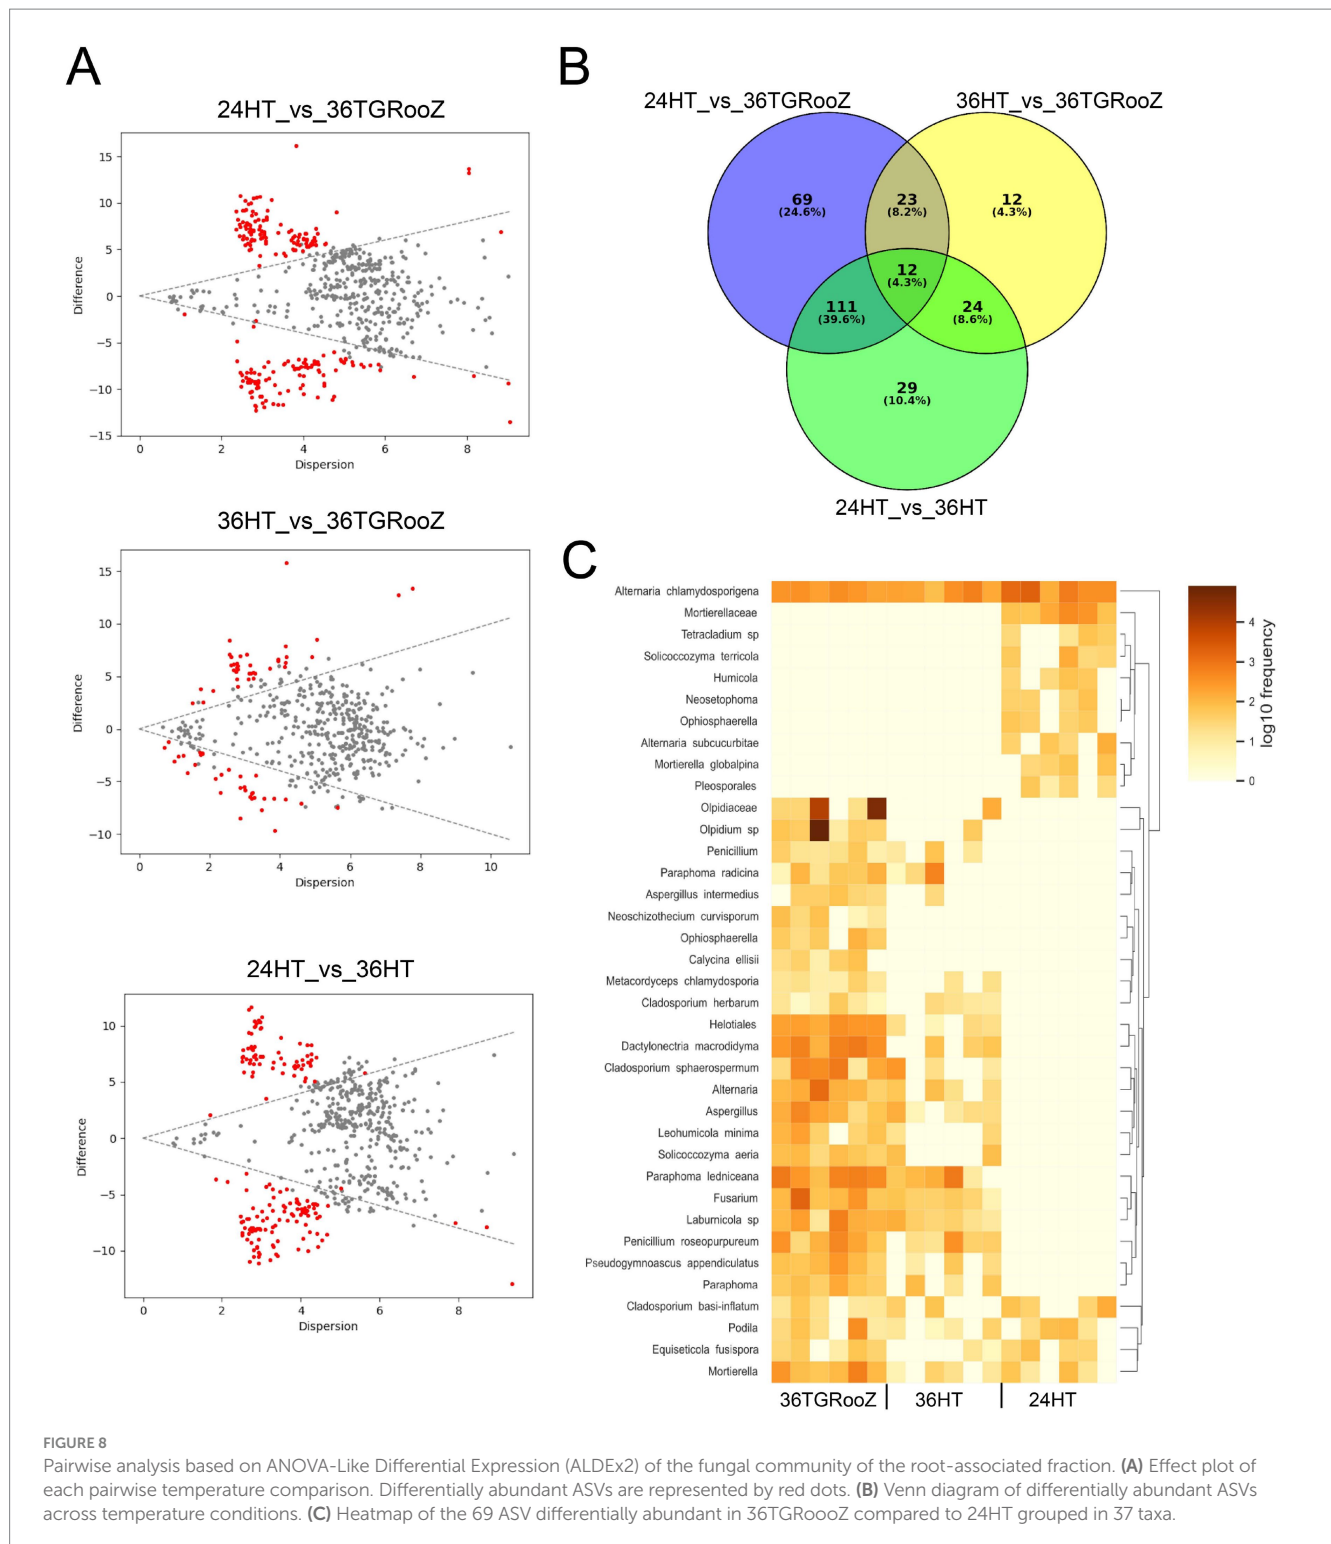 A
24HT_vs_36TGRooZ
15
10
5
0
−5
−10
−15
Difference
0 2 4 6 8
Dispersion
36HT_vs_36TGRooZ
15
10
5
0
−5
−10
Difference
0 2 4 6 8 10
Dispersion
24HT_vs_36HT
10
5
0
−5
−10
Difference
0 2 4 6 8
Dispersion
B
24HT_vs_36TGRooZ 36HT_vs_36TGRooZ
69
(24.6%)
23
(8.2%)
12
(4.3%)
12
(4.3%)
111
(39.6%)
24
(8.6%)
29
(10.4%)
24HT_vs_36HT
C
Alternaria chlamydosporigena
Mortierellaceae
Tetracladium sp
Solicoccozyma terricola
Humicola
Neosetophoma
Ophiosphaerella
Alternaria subcucurbitae
Mortierella globalpina
Pleosporales
Olpidiaceae
Olpidium sp
Penicillium
Paraphoma radicina
Aspergillus intermedius
Neoschizothecium curvisporum
Ophiosphaerella
Calycina ellisii
Metacordyceps chlamydosporia
Cladosporium herbarum
Helotiales
Dactylonectria macrodidyma
Cladosporium sphaerospermum
Alternaria
Aspergillus
Leohumicola minima
Solicoccozyma aeria
Paraphoma ledniceana
Fusarium
Laburnicola sp
Penicillium roseopurpureum
Pseudogymnoascus appendiculatus
Paraphoma
Cladosporium basi-inflatum
Podila
Equiseticola fusispora
Mortierella
36TGRooZ | 36HT | 24HT
4
3
2
1
0
log10 frequency
FIGURE 8
Pairwise analysis based on ANOVA-Like Differential Expression (ALDEx2) of the fungal community of the root-associated fraction. (A) Effect plot of
each pairwise temperature comparison. Differentially abundant ASVs are represented by red dots. (B) Venn diagram of differentially abundant ASVs
across temperature conditions. (C) Heatmap of the 69 ASV differentially abundant in 36TGRoooZ compared to 24HT grouped in 37 taxa.